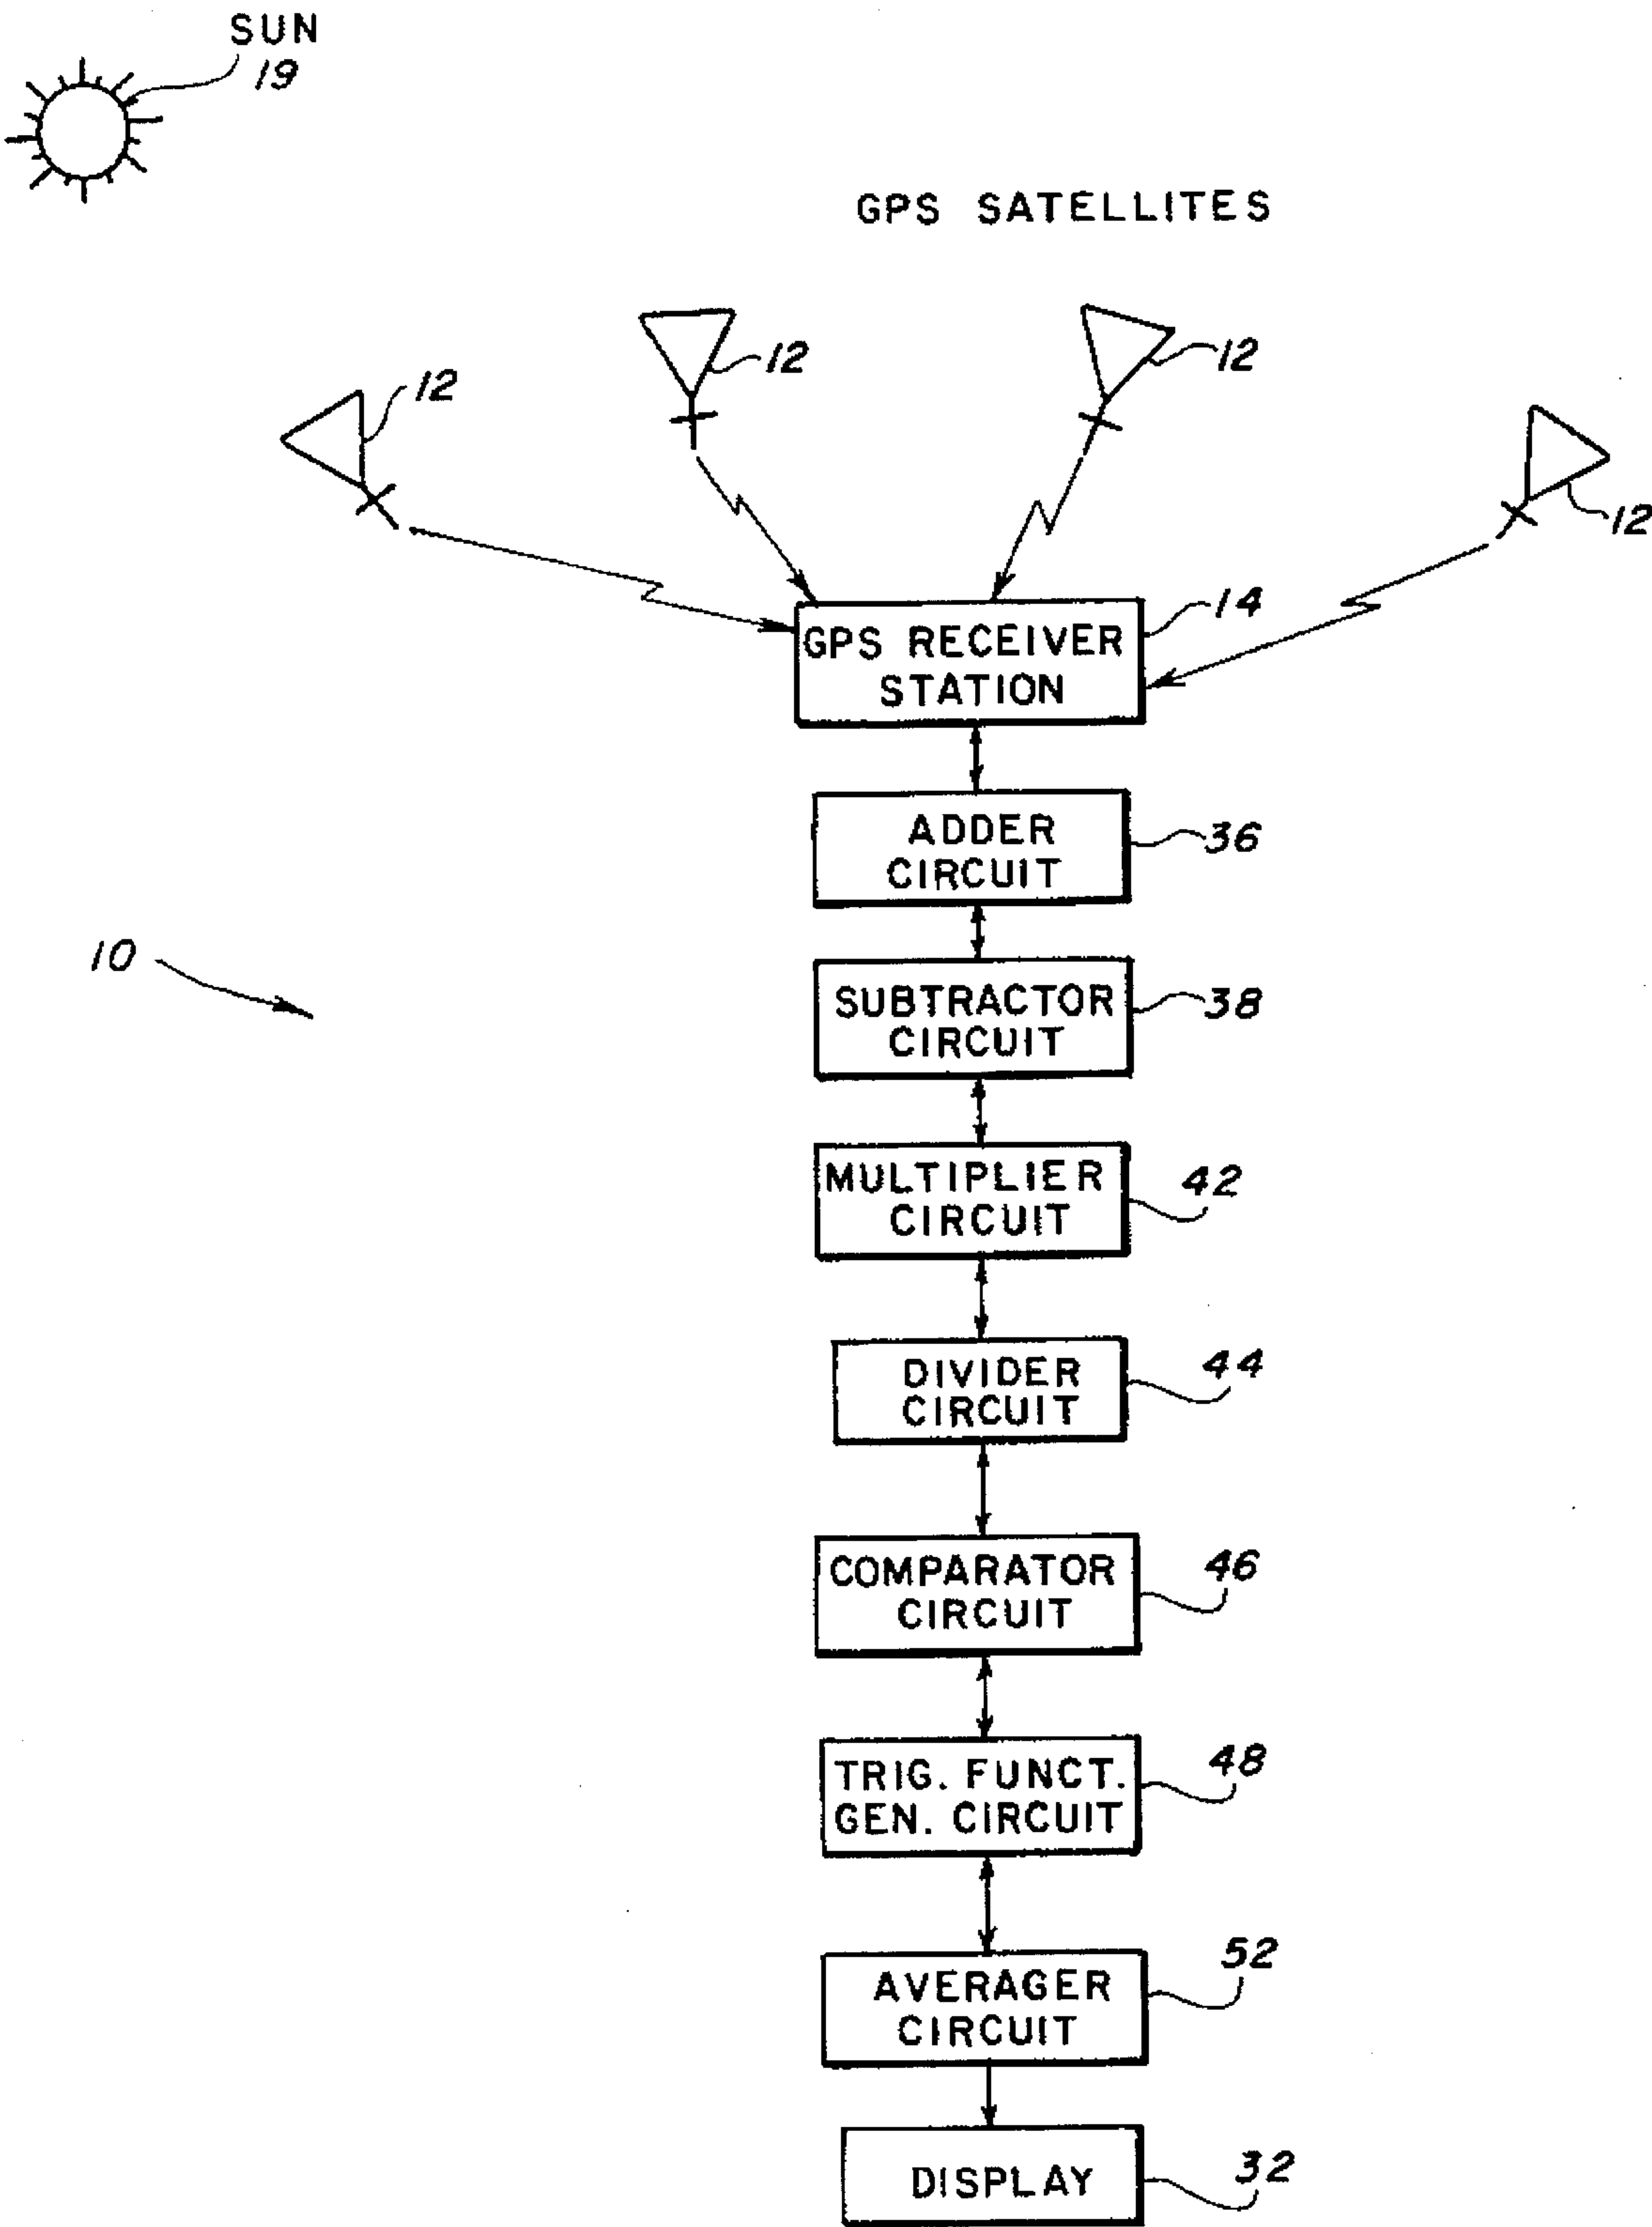 SUN
19
GPS SATELLITES
12
12
12
12
14
GPS RECEIVER
STATION
ADDER
CIRCUIT
36
10
SUBTRACTOR
CIRCUIT
38
MULTIPLIER
CIRCUIT
42
DIVIDER
CIRCUIT
44
COMPARATOR
CIRCUIT
46
TRIG. FUNCT.
GEN. CIRCUIT
48
AVERAGER
CIRCUIT
52
DISPLAY
32